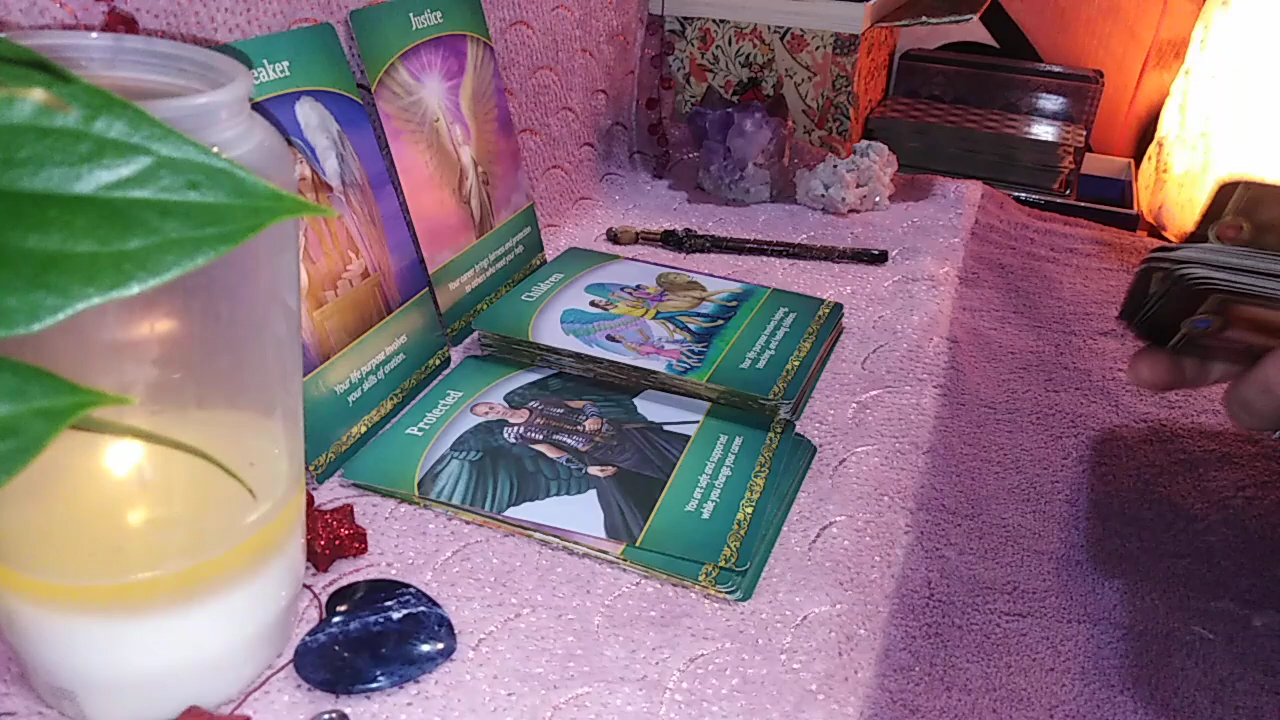 eaker
Your life purpose involves
your skills of oration.
Justice
Your career brings fairness and protection
to others who need your help.
Children
Your life purpose involves helping,
teaching, and healing children.
Protected
You are safe and supported
while you change your career.